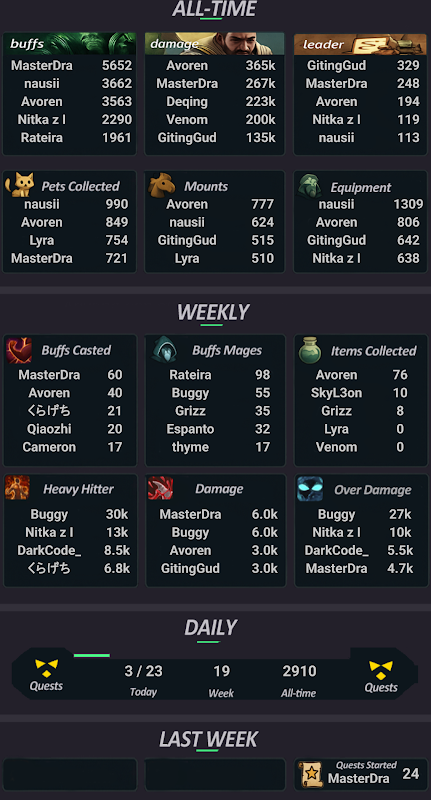 ALL-TIME
buffs
MasterDra 5652
nausii 3662
Avoren 3563
Nitka z l 2290
Rateira 1961
damage
Avoren 365k
MasterDra 267k
Deqing 223k
Venom 200k
GitingGud 135k
leader
GitingGud 329
MasterDra 248
Avoren 194
Nitka z l 119
nausii 113
Pets Collected
nausii 990
Avoren 849
Lyra 754
MasterDra 721
Mounts
Avoren 777
nausii 624
GitingGud 515
Lyra 510
Equipment
nausii 1309
Avoren 806
GitingGud 642
Nitka z l 638
WEEKLY
Buffs Casted
MasterDra 60
Avoren 40
くらげち 21
Qiaozhi 20
Cameron 17
Buffs Mages
Rateira 98
Buggy 55
Grizz 35
Espanto 32
thyme 17
Items Collected
Avoren 76
SkyL3on 10
Grizz 8
Lyra 0
Venom 0
Heavy Hitter
Buggy 30k
Nitka z l 13k
DarkCode_ 8.5k
くらげち 6.8k
Damage
MasterDra 6.0k
Buggy 6.0k
Avoren 3.0k
GitingGud 3.0k
Over Damage
Buggy 27k
Nitka z l 10k
DarkCode_ 5.5k
MasterDra 4.7k
DAILY
Quests
3 / 23
Today
19
Week
2910
All-time
Quests
LAST WEEK
Quests Started
MasterDra 24